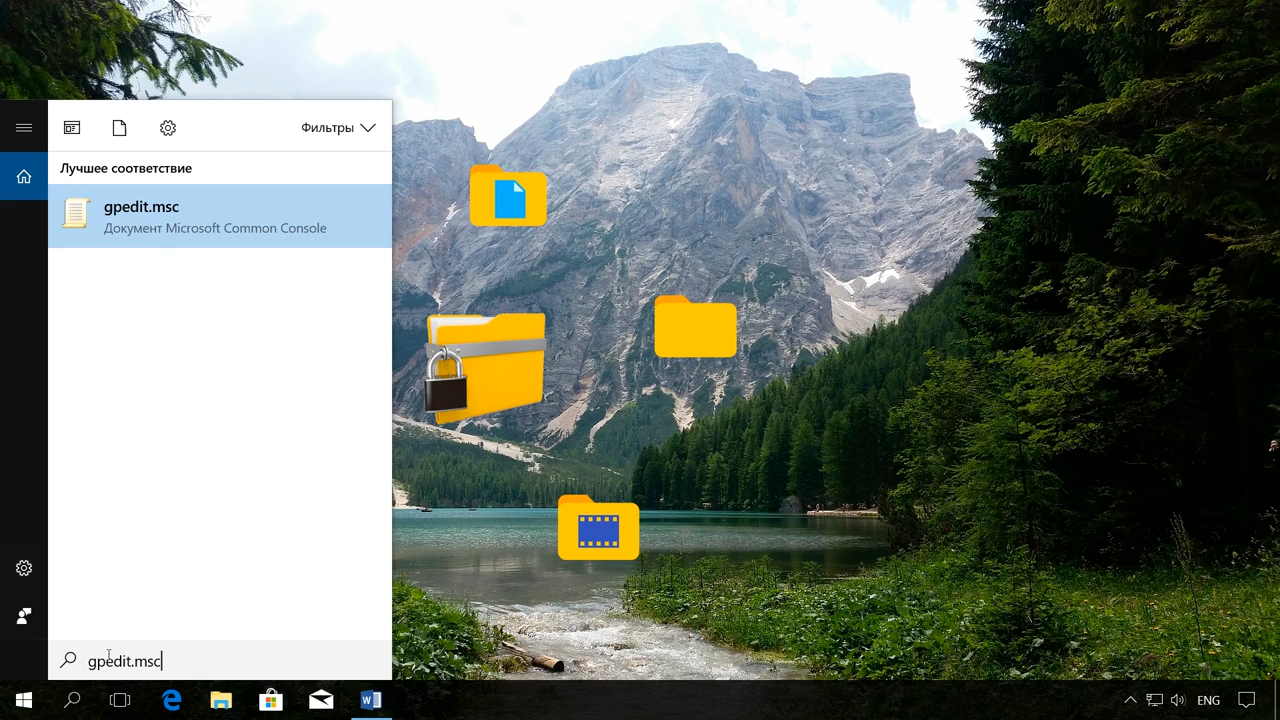 Фильтры
Лучшее соответствие
gpedit.msc
Документ Microsoft Common Console
gpedit.msc
ENG